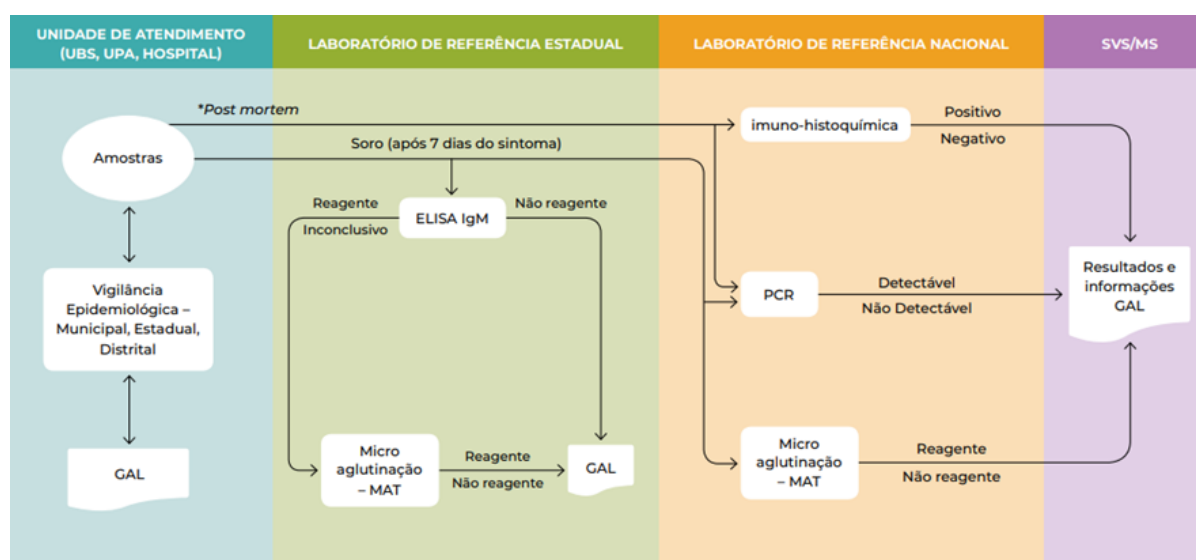 UNIDADE DE ATENDIMENTO
(UBS, UPA, HOSPITAL)
LABORATÓRIO DE REFERÊNCIA ESTADUAL
LABORATÓRIO DE REFERÊNCIA NACIONAL
SVS/MS
*Post mortem
Amostras
Soro (após 7 dias do sintoma)
imuno-histoquímica
Positivo
Negativo
Reagente
Inconclusivo
ELISA IgM
Não reagente
Vigilância
Epidemiológica –
Municipal, Estadual,
Distrital
PCR
Detectável
Não Detectável
Resultados e
informações
GAL
GAL
Micro
aglutinação
– MAT
Reagente
Não reagente
GAL
Micro
aglutinação
– MAT
Reagente
Não reagente